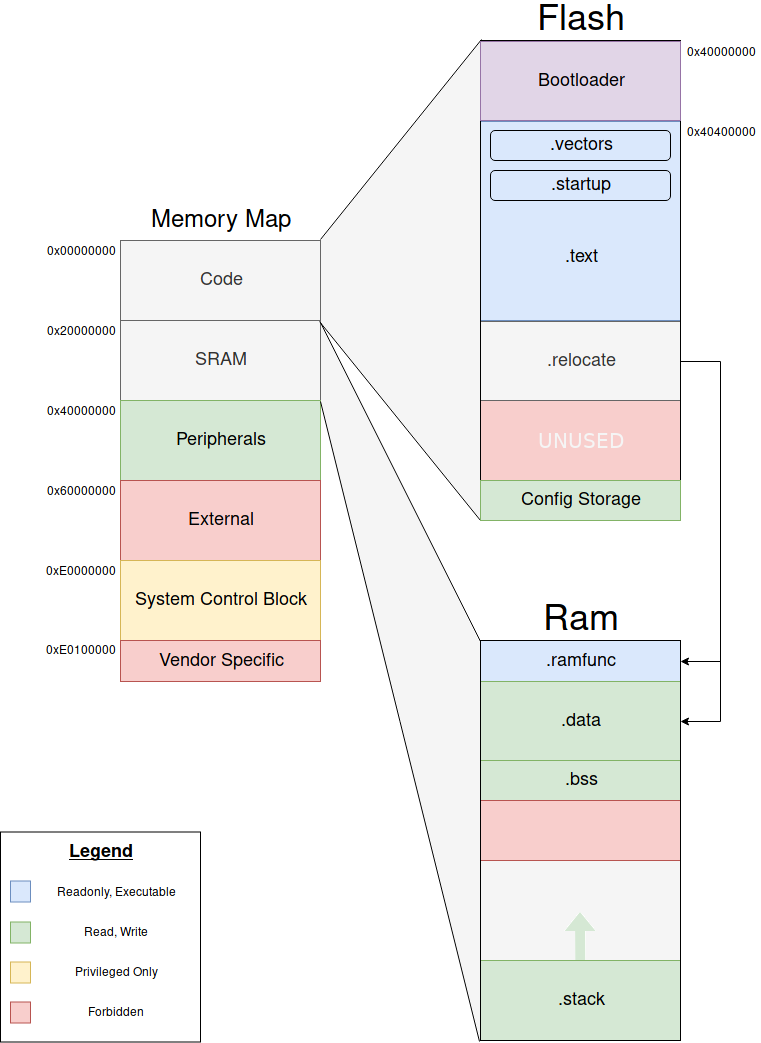 Flash
0x40000000
Bootloader
0x40400000
.vectors
.startup
.text
.relocate
UNUSED
Config Storage
Memory Map
0x00000000
Code
0x20000000
SRAM
0x40000000
Peripherals
0x60000000
External
0xE0000000
System Control Block
0xE0100000
Vendor Specific
Ram
.ramfunc
.data
.bss
.stack
Legend
Readonly, Executable
Read, Write
Privileged Only
Forbidden